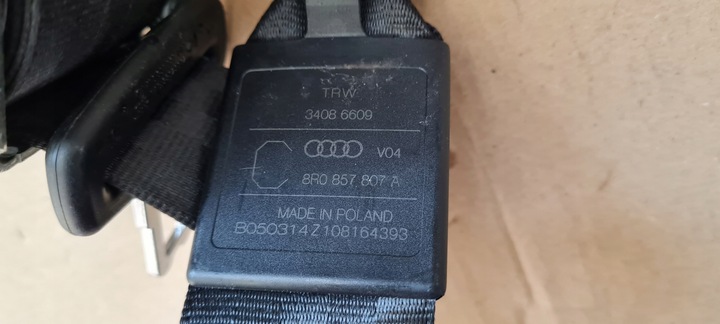 TRW
3408 6609
V04
8R0 857 807 A
MADE IN POLAND
B050314Z108164393